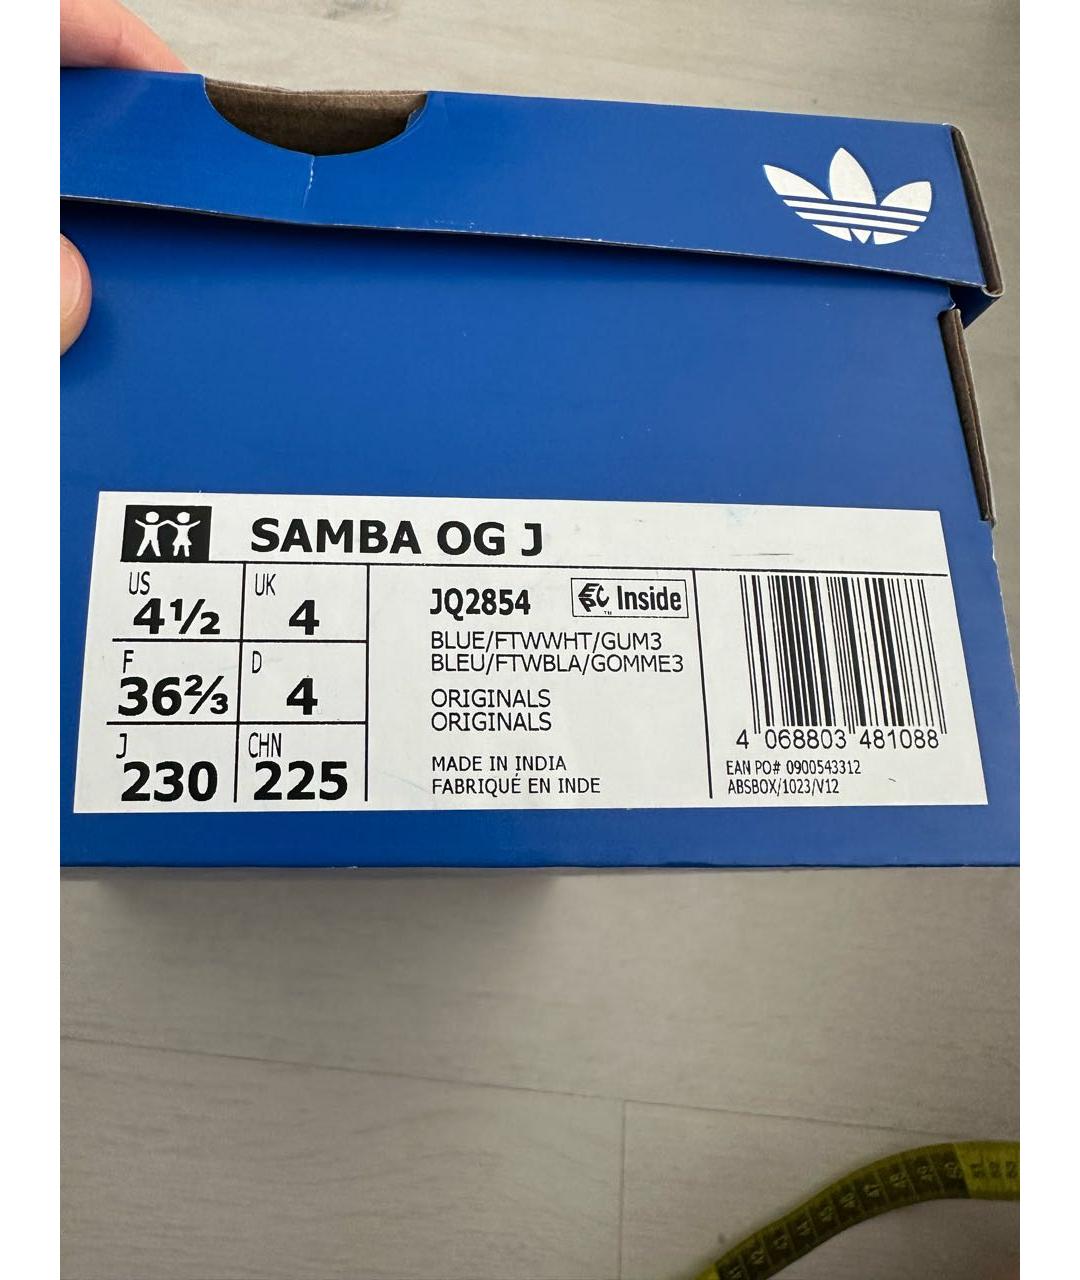 SAMBA OG J
US
4½
UK
4
F
36⅔
D
4
J
230
CHN
225
JQ2854
Inside
™
BLUE/FTWWHT/GUM3
BLEU/FTWBLA/GOMME3
ORIGINALS
ORIGINALS
MADE IN INDIA
FABRIQUÉ EN INDE
4 068803 481088
EAN PO# 0900543312
ABSBOX/1023/V12